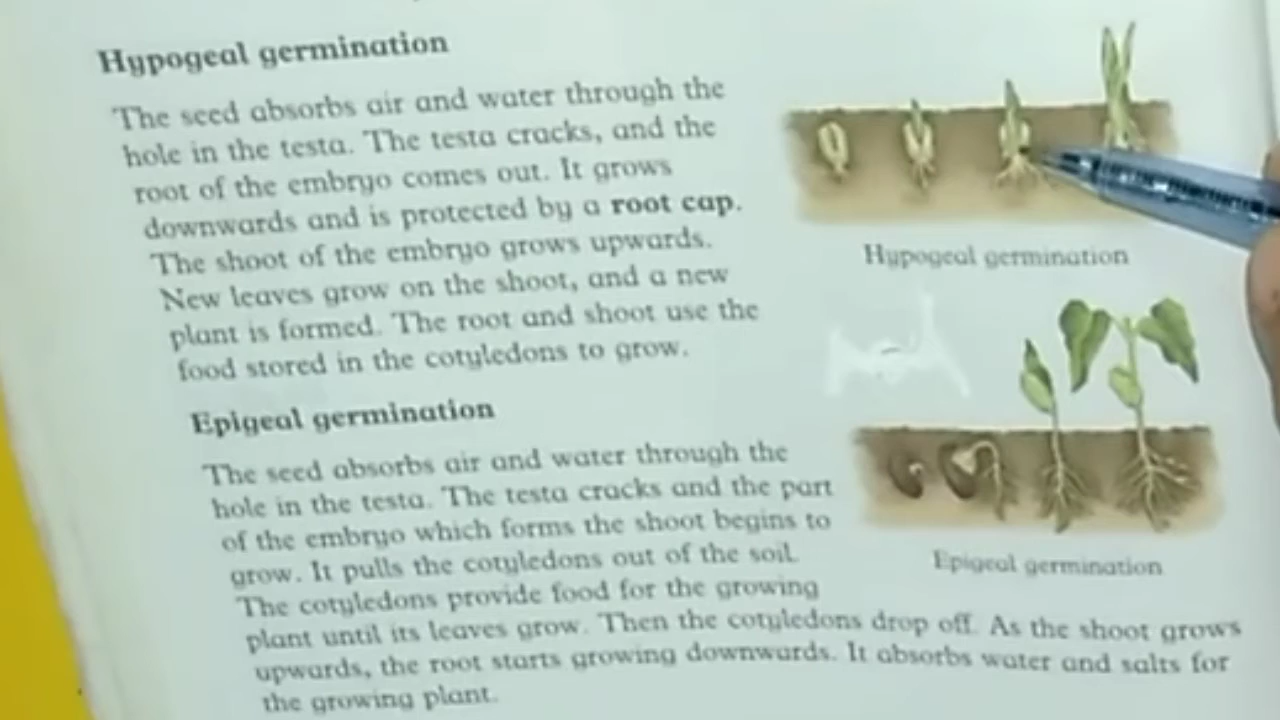 Hypogeal germination
The seed absorbs air and water through the
hole in the testa. The testa cracks, and the
root of the embryo comes out. It grows
downwards and is protected by a root cap.
The shoot of the embryo grows upwards.
New leaves grow on the shoot, and a new
plant is formed. The root and shoot use the
food stored in the cotyledons to grow.
Hypogeal germination
Epigeal germination
The seed absorbs air and water through the
hole in the testa. The testa cracks and the part
of the embryo which forms the shoot begins to
grow. It pulls the cotyledons out of the soil.
The cotyledons provide food for the growing
plant until its leaves grow. Then the cotyledons drop off. As the shoot grows
upwards, the root starts growing downwards. It absorbs water and salts for
the growing plant.
Epigeal germination